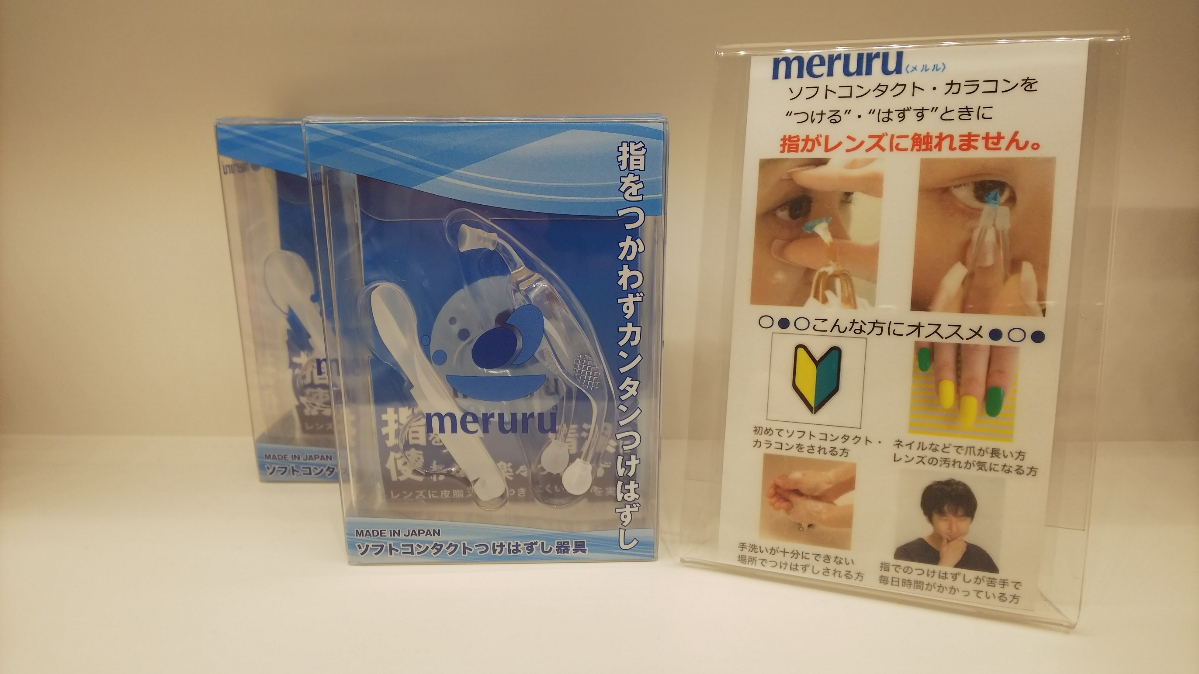 指をつかわずカンタンつけはずし
meruru
MADE IN JAPAN
ソフトコンタクトつけはずし器具
MADE IN JAPAN
ソフトコンタ
meruru〈メルル〉
ソフトコンタクト・カラコンを
“つける”・“はずす”ときに
指がレンズに触れません。
○●○こんな方にオススメ●○●
初めてソフトコンタクト・
カラコンをされる方
ネイルなどで爪が長い方
レンズの汚れが気になる方
手洗いが十分にできない
場所でつけはずしされる方
指でのつけはずしが苦手で
毎日時間がかかっている方